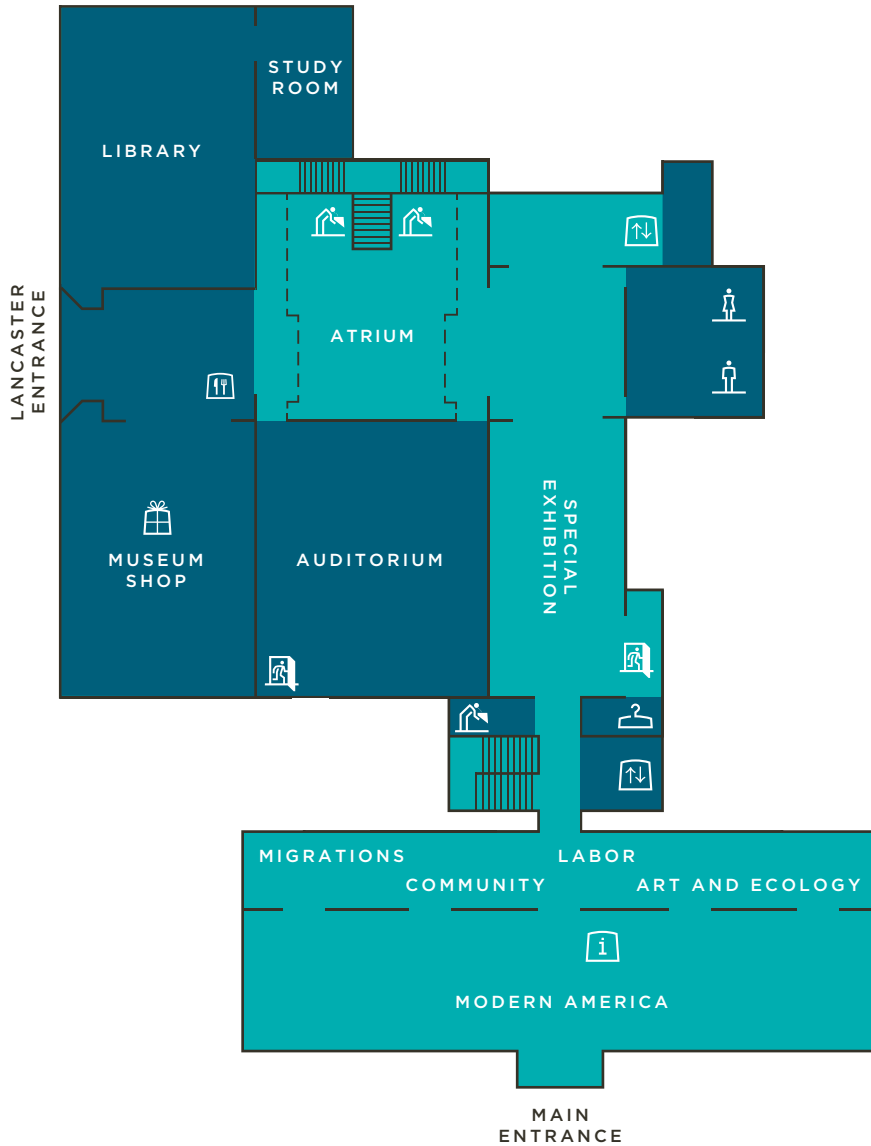 STUDY
ROOM
LIBRARY
LANCASTER
ENTRANCE
ATRIUM
SPECIAL
EXHIBITION
MUSEUM
SHOP
AUDITORIUM
MIGRATIONS
LABOR
COMMUNITY
ART AND ECOLOGY
i
MODERN AMERICA
MAIN
ENTRANCE